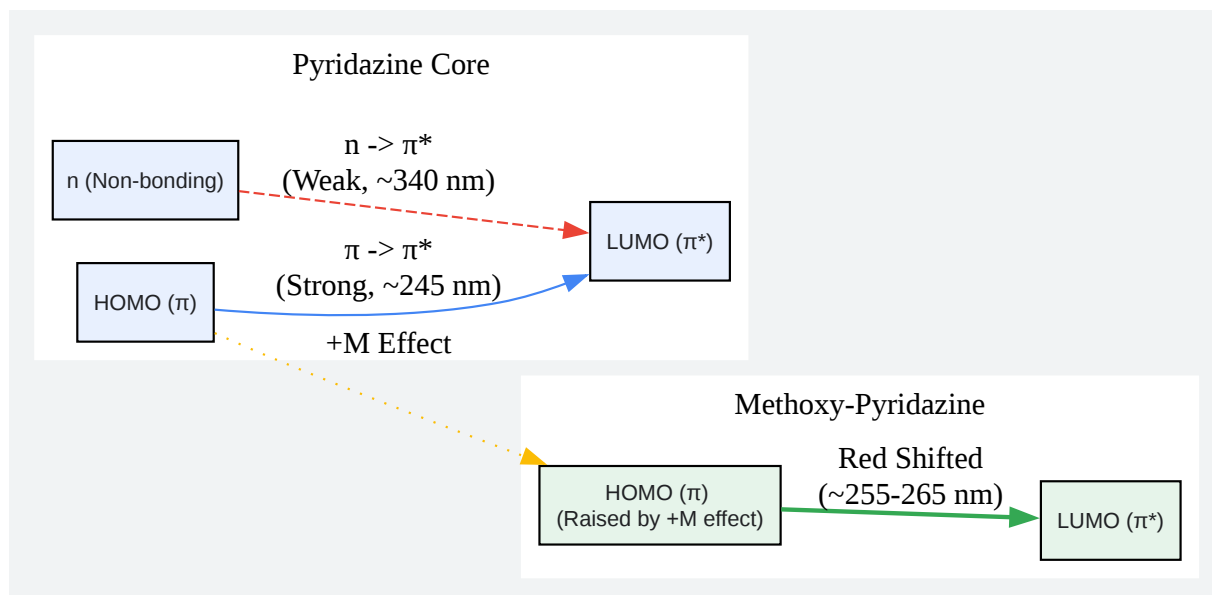 Pyridazine Core
n -> π*
(Weak, ~340 nm)
n (Non-bonding)
LUMO (π*)
π -> π*
(Strong, ~245 nm)
HOMO (π)
+M Effect
Methoxy-Pyridazine
Red Shifted
(~255-265 nm)
HOMO (π)
(Raised by +M effect)
LUMO (π*)